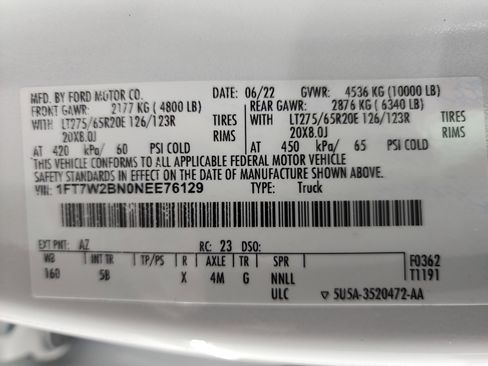 MFD. BY FORD MOTOR CO. DATE: 06/22 GVWR: 4536 KG (10000 LB)
FRONT GAWR: 2177 KG (4800 LB) REAR GAWR: 2876 KG (6340 LB)
WITH LT275/65R20E 126/123R TIRES WITH LT275/65R20E 126/123R TIRES
20X8.0J RIMS 20X8.0J RIMS
AT 420 kPa/ 60 PSI COLD AT 450 kPa/ 65 PSI COLD
THIS VEHICLE CONFORMS TO ALL APPLICABLE FEDERAL MOTOR VEHICLE
SAFETY STANDARDS IN EFFECT ON THE DATE OF MANUFACTURE SHOWN ABOVE.
VIN: 1FT7W2BN0NEE76129 TYPE: Truck
EXT PNT: AZ RC: 23 DSO:
WB INT TR TP/PS R AXLE TR SPR F0362
160 5B X 4M G NNLL T1191
ULC ▽ 5U5A-3520472-AA